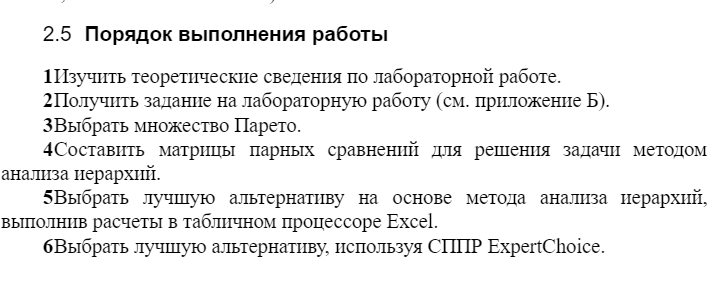 2.5 Порядок выполнения работы
1Изучить теоретические сведения по лабораторной работе.
2Получить задание на лабораторную работу (см. приложение Б).
3Выбрать множество Парето.
4Составить матрицы парных сравнений для решения задачи методом
анализа иерархий.
5Выбрать лучшую альтернативу на основе метода анализа иерархий,
выполнив расчеты в табличном процессоре Excel.
6Выбрать лучшую альтернативу, используя СППР ExpertChoice.